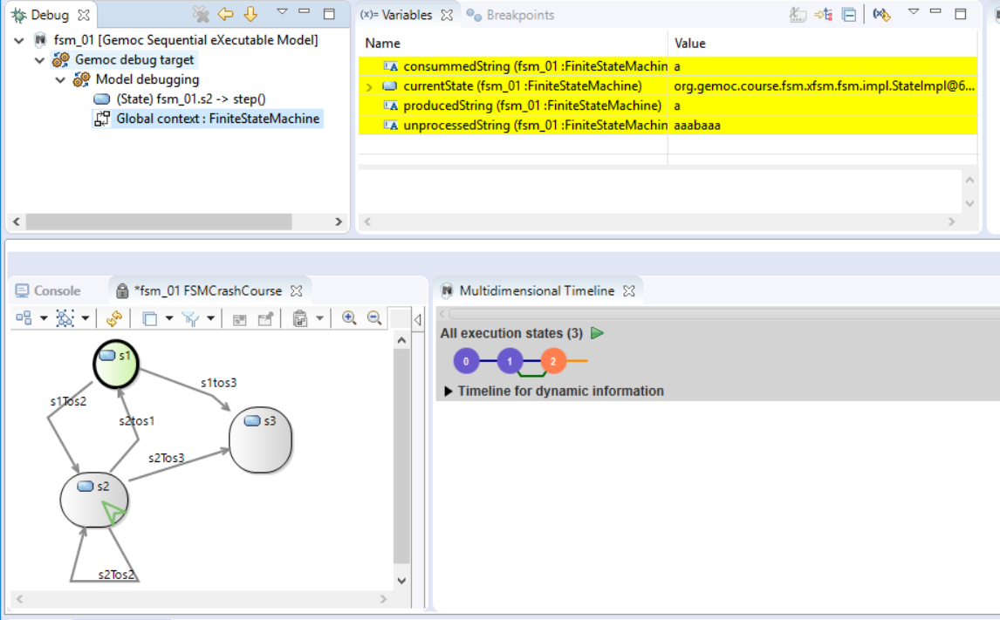 Debug
fsm_01 [Gemoc Sequential eXecutable Model]
Gemoc debug target
Model debugging
(State) fsm_01.s2 -> step()
Global context : FiniteStateMachine
(x)= Variables
Breakpoints
Name Value
consummedString (fsm_01 :FiniteStateMachin a
currentState (fsm_01 :FiniteStateMachine) org.gemoc.course.fsm.xfsm.fsm.impl.StateImpl@6...
producedString (fsm_01 :FiniteStateMachine) a
unprocessedString (fsm_01 :FiniteStateMachin aaabaaa
Console
*fsm_01 FSMCrashCourse
s1
s1tos3
s1Tos2
s2tos1
s3
s2Tos3
s2
s2Tos2
Multidimensional Timeline
All execution states (3)
0 1 2
Timeline for dynamic information